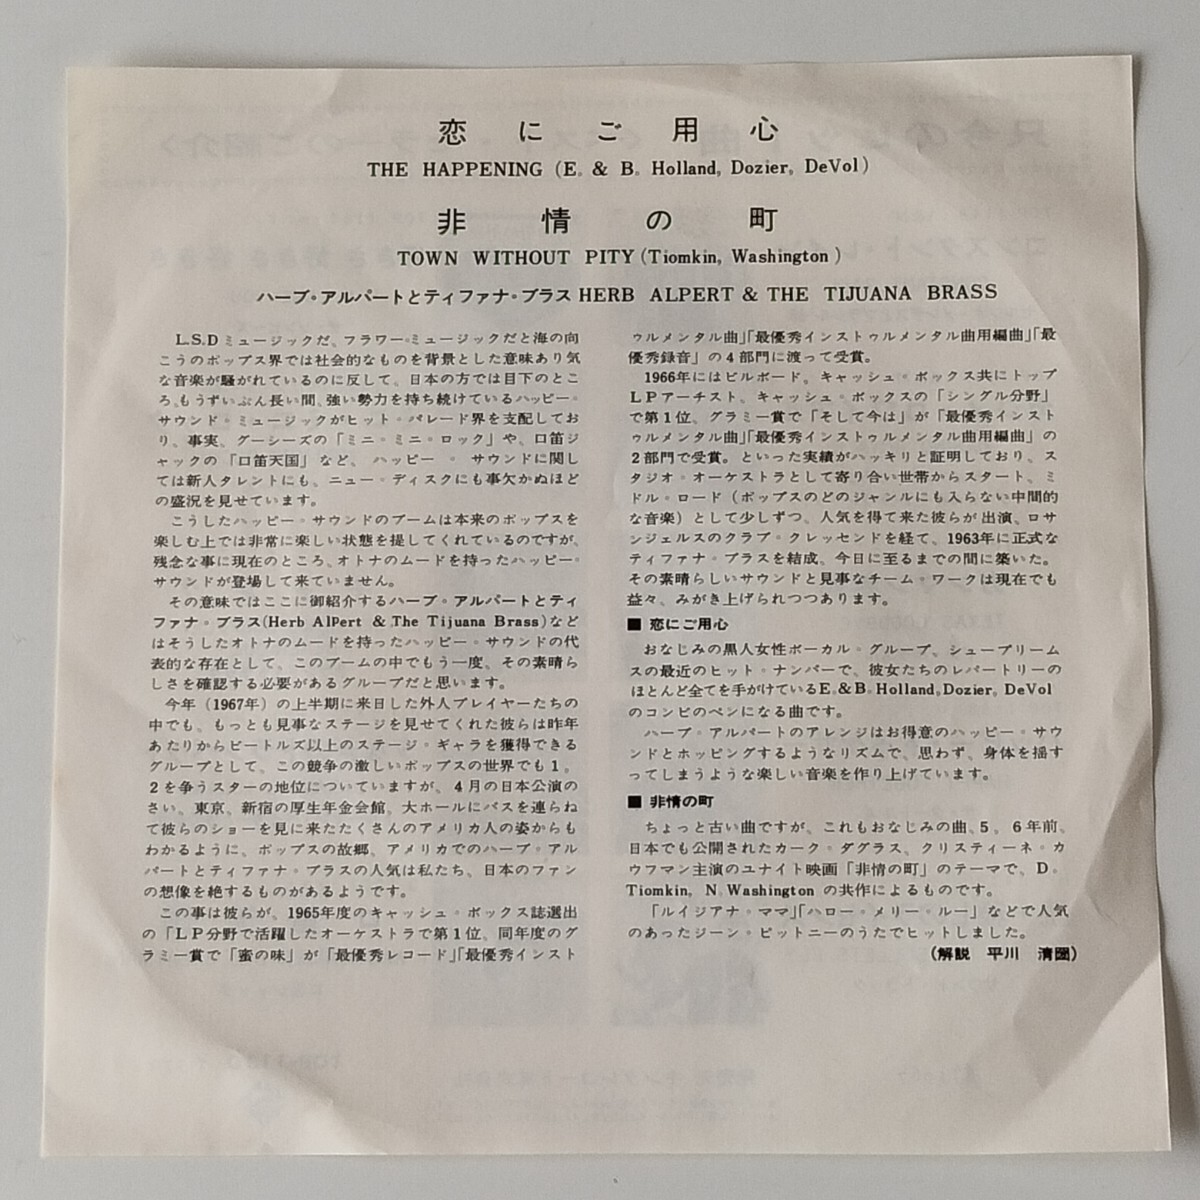 恋にご用心
THE HAPPENING (E. & B. Holland, Dozier, DeVol)
非情の町
TOWN WITHOUT PITY (Tiomkin, Washington)
ハーブ・アルパートとティファナ・ブラス HERB ALPERT & THE TIJUANA BRASS
L.S.Dミュージックだ、フラワー・ミュージックだと海の向
こうのポップス界では社会的なものを背景とした意味あり気
な音楽が騒がれているのに反して、日本の方では目下のとこ
ろ、もうずいぶん長い間、強い勢力を持ち続けているハッピー・
サウンド・ミュージックがヒット・パレード界を支配してお
り、事実、グーシーズの「ミニ・ミニ・ロック」や、口笛ジ
ャックの「口笛天国」など、ハッピー・サウンドに関し
ては新人タレントにも、ニュー・ディスクにも事欠かぬほど
の盛況を見せています。
こうしたハッピー・サウンドのブームは本来のポップスを
楽しむ上では非常に楽しい状態を提してくれているのですが、
残念な事に現在のところ、オトナのムードを持ったハッピー・
サウンドが登場して来ていません。
その意味ではここに御紹介するハーブ・アルパートとティ
ファナ・ブラス(Herb Alpert & The Tijuana Brass)など
はそうしたオトナのムードを持ったハッピー・サウンドの代
表的な存在として、このブームの中でもう一度、その素晴ら
しさを確認する必要があるグループだと思います。
今年(1967年)の上半期に来日した外人プレイヤーたちの
中でも、もっとも見事なステージを見せてくれた彼らは昨年
あたりからビートルズ以上のステージ・ギャラを獲得できる
グループとして、この競争の激しいポップスの世界でも1、
2を争うスターの地位についていますが、4月の日本公演の
さい、東京、新宿の厚生年金会館、大ホールにバスを連らね
て彼らのショーを見に来たたくさんのアメリカ人の姿からも
わかるように、ポップスの故郷、アメリカでのハーブ・アル
パートとティファナ・ブラスの人気は私たち、日本のファン
の想像を絶するものがあるようです。
この事は彼らが、1965年度のキャッシュ・ボックス誌選出
の「LP分野で活躍したオーケストラで第1位、同年度のグ
ラミー賞で「蜜の味」が「最優秀レコード」「最優秀インスト
ゥルメンタル曲」「最優秀インストゥルメンタル曲用編曲」「最
優秀録音」の4部門に渡って受賞。
1966年にはビルボード、キャッシュ・ボックス共にトップ
LPアーチスト、キャッシュ・ボックスの「シングル分野」
で第1位、グラミー賞で「そして今は」が「最優秀インスト
ゥルメンタル曲」「最優秀インストゥルメンタル曲用編曲」の
2部門で受賞。といった実績がハッキリと証明しており、ス
タジオ・オーケストラとして寄り合い世帯からスタート、ミ
ドル・ロード(ポップスのどのジャンルにも入らない中間的
な音楽)として少しずつ、人気を得て来た彼らが出演、ロサ
ンジェルスのクラブ・クレッセンドを経て、1963年に正式な
ティファナ・ブラスを結成、今日に至るまでの間に築いた。
その素晴らしいサウンドと見事なチーム・ワークは現在でも
益々、みがき上げられつつあります。
■ 恋にご用心
おなじみの黒人女性ボーカル・グループ、シュープリーム
スの最近のヒット・ナンバーで、彼女たちのレパートリーの
ほとんど全てを手がけているE.&B.Holland,Dozier,DeVol
のコンビのペンになる曲です。
ハーブ・アルパートのアレンジはお得意のハッピー・サウ
ンドとホッピングするようなリズムで、思わず、身体を揺す
ってしまうような楽しい音楽を作り上げています。
■ 非情の町
ちょっと古い曲ですが、これもおなじみの曲、5、6年前、
日本でも公開されたカーク・ダグラス、クリスティーネ・カ
ウフマン主演のユナイト映画「非情の町」のテーマで、D.
Tiomkin, N.Washingtonの共作によるものです。
「ルイジアナ・ママ」「ハロー・メリー・ルー」などで人気
のあったジーン・ピットニーのうたでヒットしました。
(解説 平川 清圀)